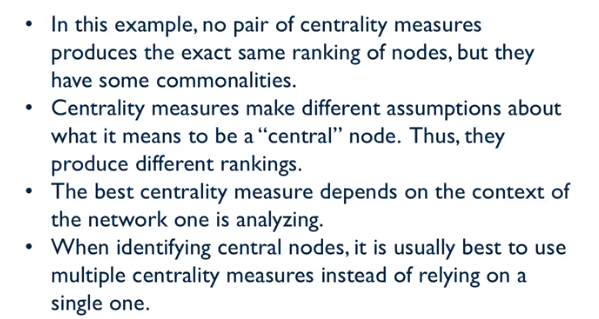 • In this example, no pair of centrality measures
produces the exact same ranking of nodes, but they
have some commonalities.
• Centrality measures make different assumptions about
what it means to be a “central” node. Thus, they
produce different rankings.
• The best centrality measure depends on the context of
the network one is analyzing.
• When identifying central nodes, it is usually best to use
multiple centrality measures instead of relying on a
single one.